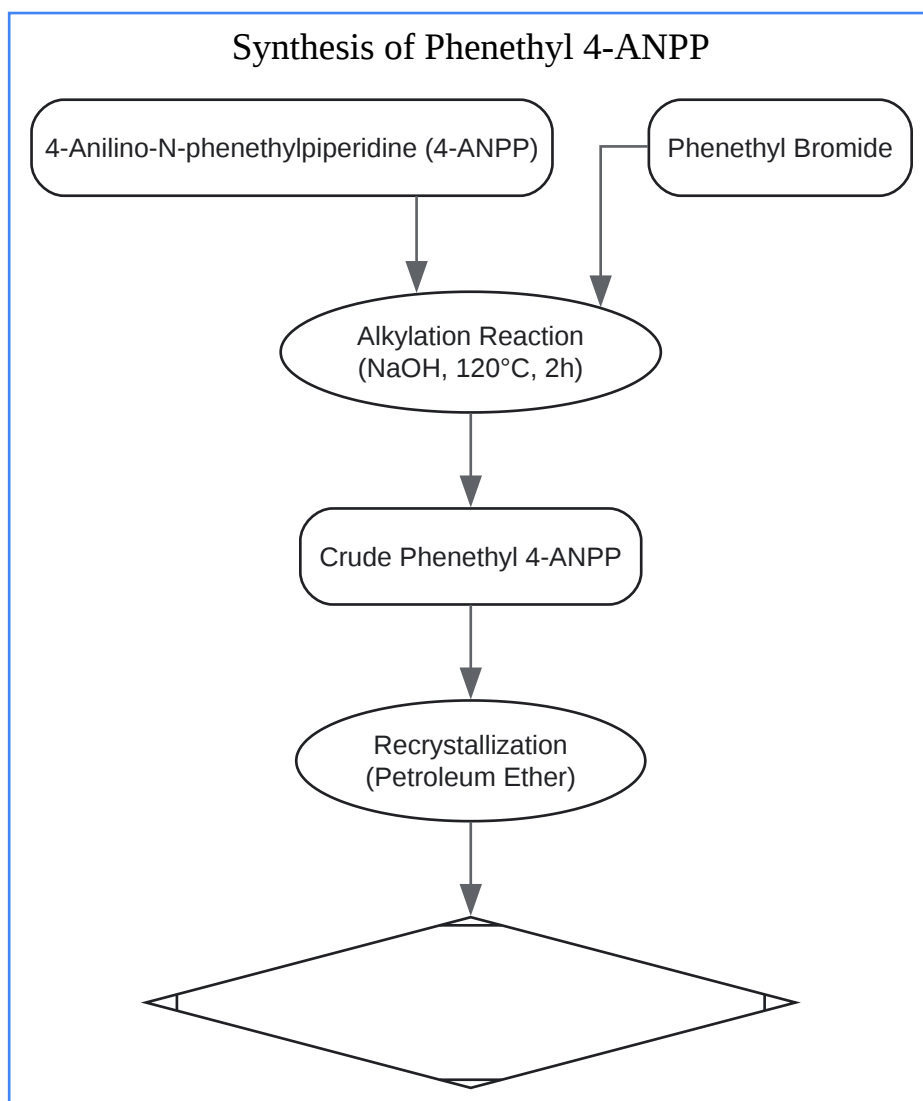 Synthesis of Phenethyl 4-ANPP
4-Anilino-N-phenethylpiperidine (4-ANPP)
Phenethyl Bromide
Alkylation Reaction
(NaOH, 120°C, 2h)
Crude Phenethyl 4-ANPP
Recrystallization
(Petroleum Ether)